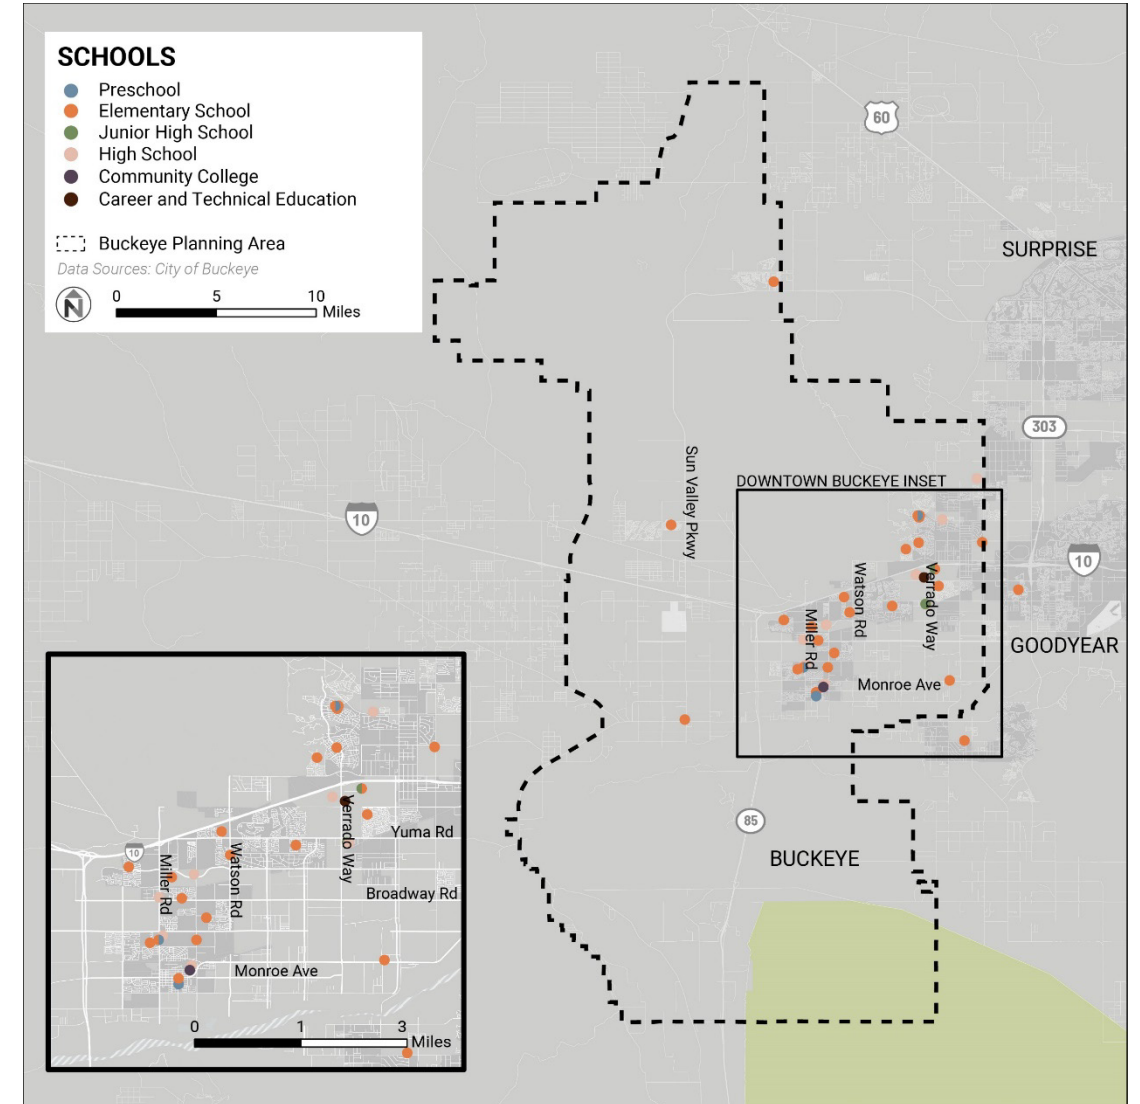 SCHOOLS
Preschool
Elementary School
Junior High School
High School
Community College
Career and Technical Education
Buckeye Planning Area
Data Sources: City of Buckeye
N
0 5 10
Miles
60
SURPRISE
303
Sun Valley Pkwy
DOWNTOWN BUCKEYE INSET
10
10
Watson Rd
Verrado Way
Miller Rd
GOODYEAR
Monroe Ave
85
BUCKEYE
Verrado Way
Yuma Rd
10
Miller Rd
Watson Rd
Broadway Rd
Monroe Ave
0 1 3
Miles